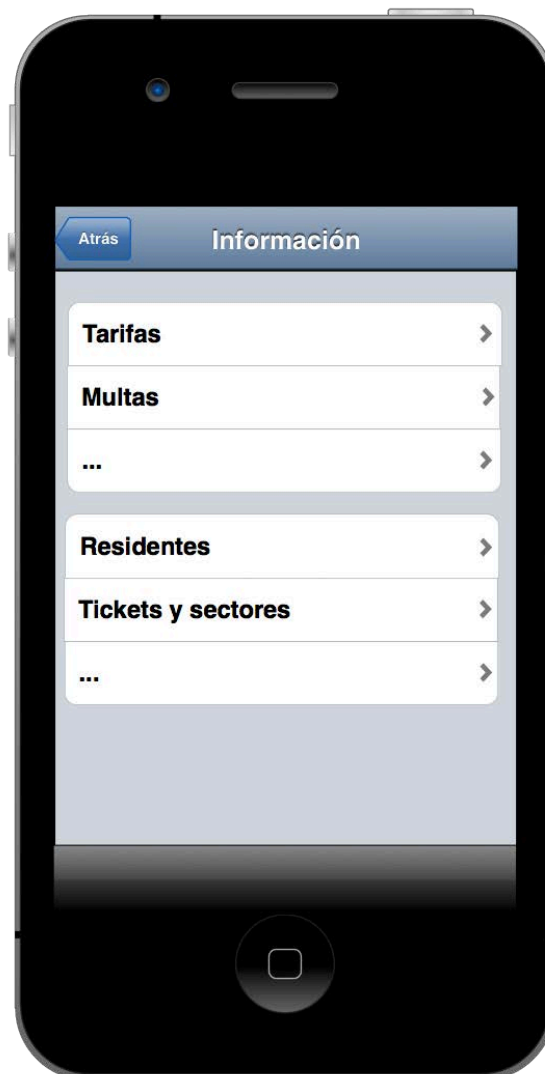 Atrás
Información
Tarifas
Multas
...
Residentes
Tickets y sectores
...